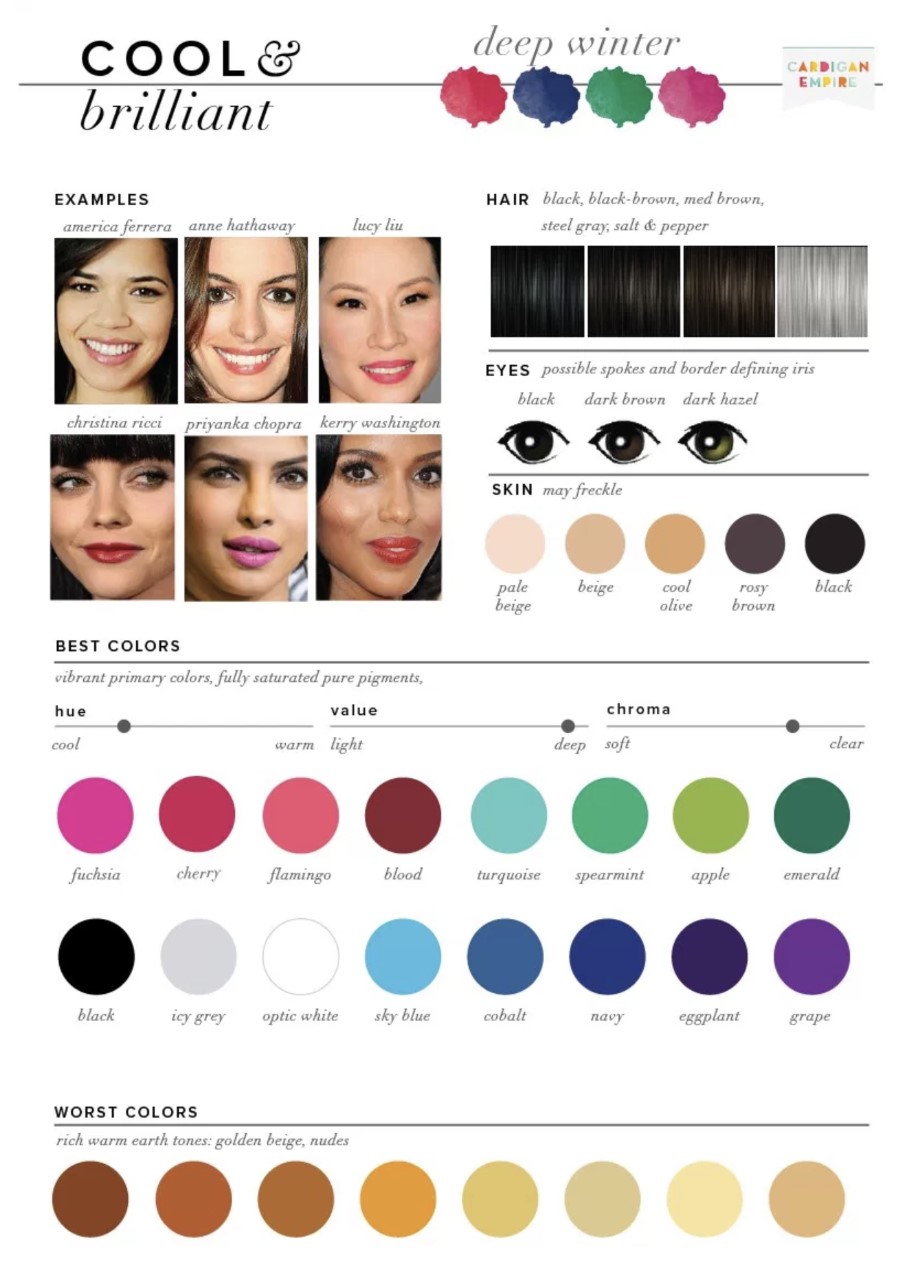 COOL &
brilliant
deep winter
CARDIGAN
EMPIRE
EXAMPLES
america ferrera anne hathaway lucy liu
christina ricci priyanka chopra kerry washington
HAIR black, black-brown, med brown,
steel gray, salt & pepper
EYES possible spokes and border defining iris
black dark brown dark hazel
SKIN may freckle
pale beige cool rosy black
beige olive brown
BEST COLORS
vibrant primary colors, fully saturated pure pigments,
hue value chroma
cool warm light deep soft clear
fuchsia cherry flamingo blood turquoise spearmint apple emerald
black icy grey optic white sky blue cobalt navy eggplant grape
WORST COLORS
rich warm earth tones: golden beige, nudes